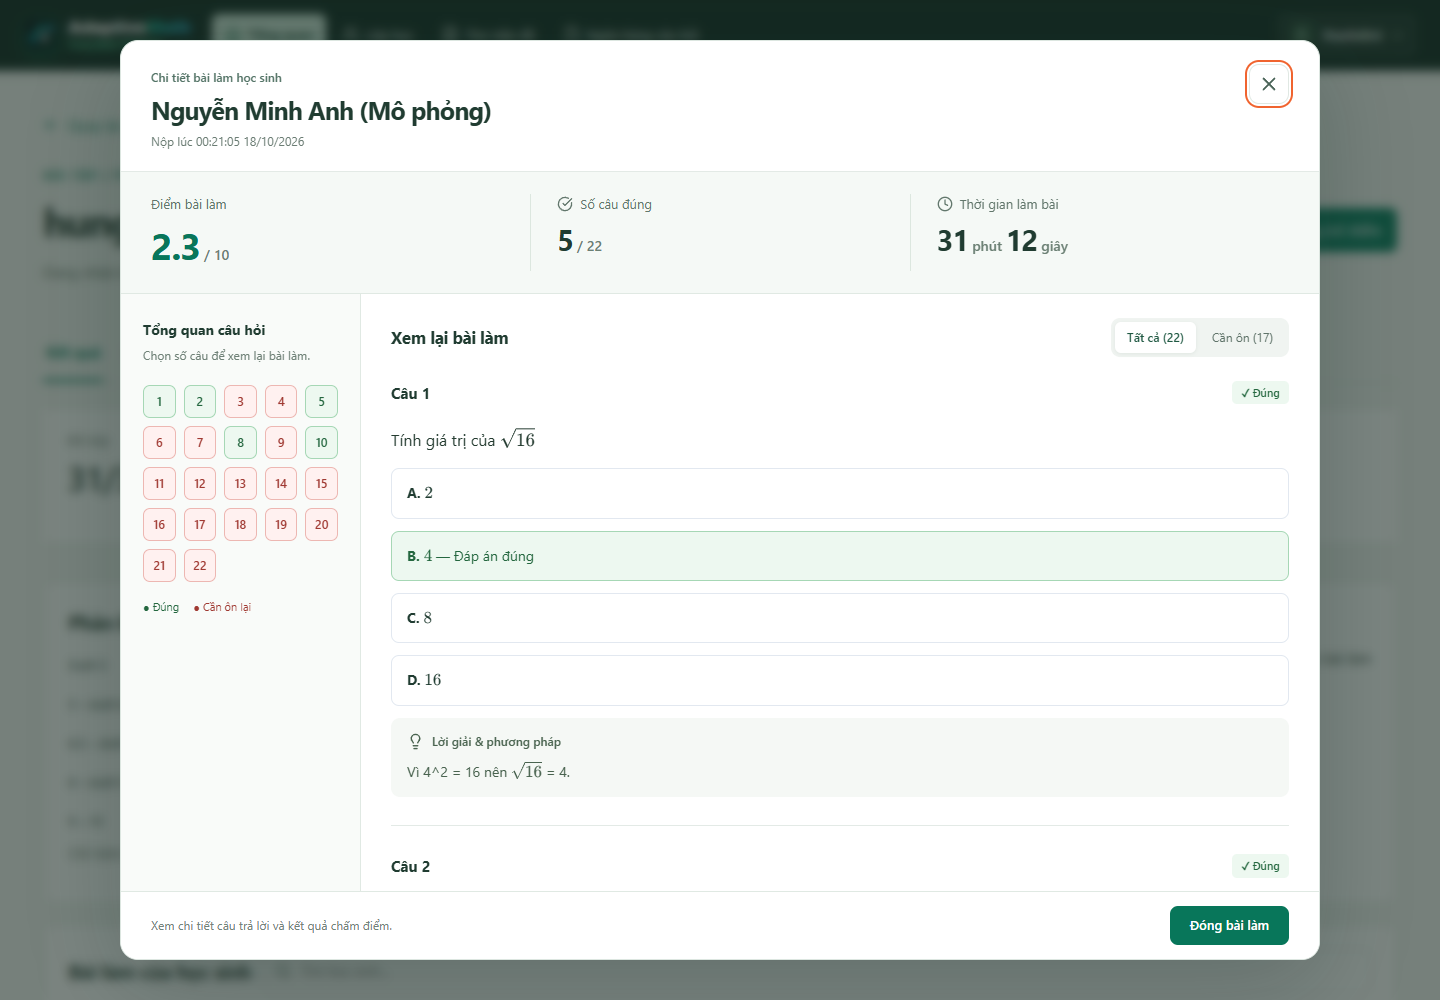 Chi tiết bài làm học sinh
Nguyễn Minh Anh (Mô phỏng)
Nộp lúc 00:21:05 18/10/2026
Điểm bài làm
2.3 / 10
Số câu đúng
5 / 22
Thời gian làm bài
31 phút 12 giây
Tổng quan câu hỏi
Chọn số câu để xem lại bài làm.
1 2 3 4 5
6 7 8 9 10
11 12 13 14 15
16 17 18 19 20
21 22
● Đúng ● Cần ôn lại
Xem lại bài làm
Tất cả (22) Cần ôn (17)
Câu 1 ✓ Đúng
Tính giá trị của √16
A. 2
B. 4 — Đáp án đúng
C. 8
D. 16
Lời giải & phương pháp
Vì 4^2 = 16 nên √16 = 4.
Câu 2 ✓ Đúng
Xem chi tiết câu trả lời và kết quả chấm điểm.
Đóng bài làm